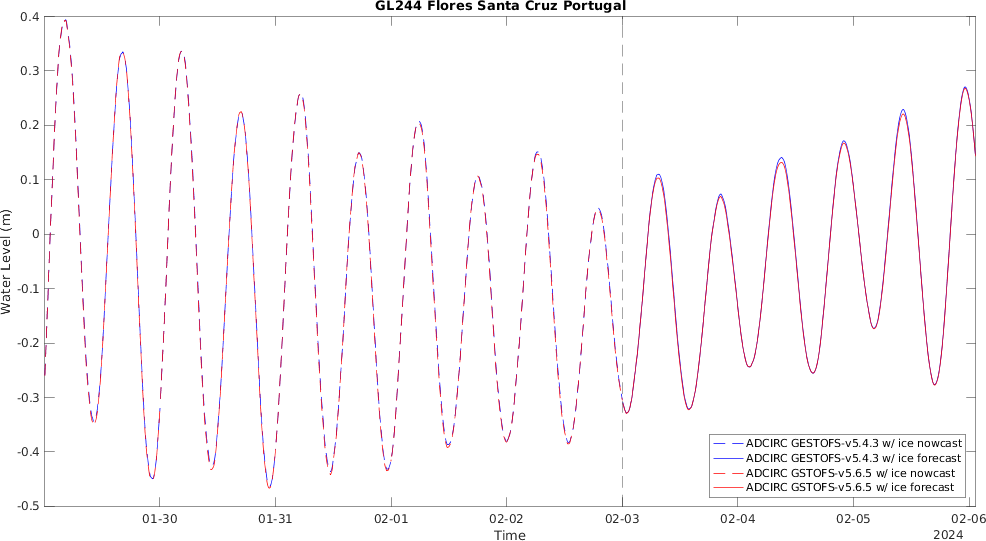 GL244 Flores Santa Cruz Portugal
0.4
0.3
0.2
0.1
0
-0.1
-0.2
-0.3
-0.4
-0.5
Water Level (m)
ADCIRC GESTOFS-v5.4.3 w/ ice nowcast
ADCIRC GESTOFS-v5.4.3 w/ ice forecast
ADCIRC GSTOFS-v5.6.5 w/ ice nowcast
ADCIRC GSTOFS-v5.6.5 w/ ice forecast
01-30 01-31 02-01 02-02 02-03 02-04 02-05 02-06
Time
2024